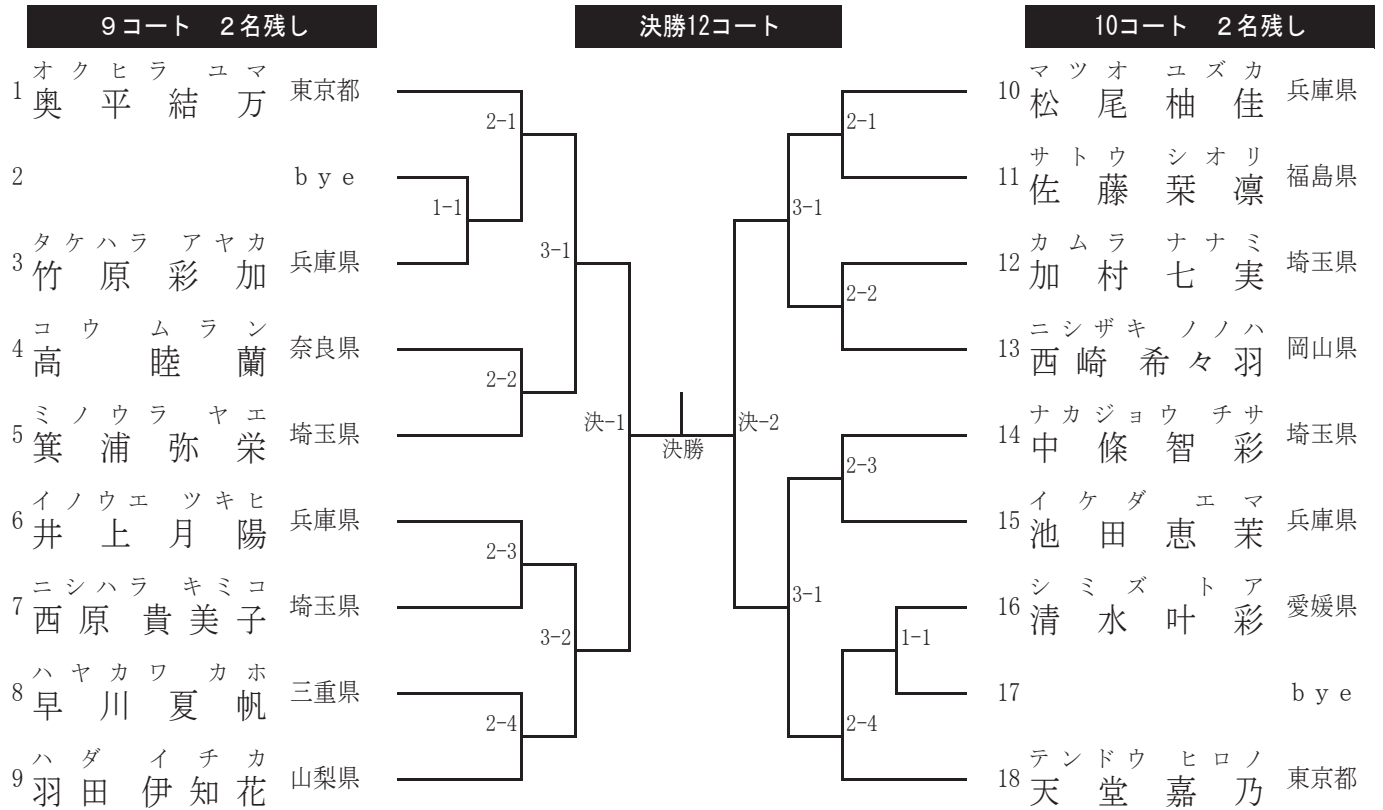 9コート 2名残し
決勝12コート
10コート 2名残し
オクヒラ ユマ
1 奥平結万 東京都
2 bye
タケハラ アヤカ
3 竹原彩加 兵庫県
コウ ムラン
4 高睦蘭 奈良県
ミノウラ ヤエ
5 箕浦弥栄 埼玉県
イノウエ ツキヒ
6 井上月陽 兵庫県
ニシハラ キミコ
7 西原貴美子 埼玉県
ハヤカワ カホ
8 早川夏帆 三重県
ハダ イチカ
9 羽田伊知花 山梨県
2-1
1-1
3-1
2-2
2-3
3-2
2-4
決-1
決勝
決-2
2-1
3-1
2-2
2-3
3-1
1-1
2-4
マツオ ユズカ
10 松尾柚佳 兵庫県
サトウ シオリ
11 佐藤栞凛 福島県
カムラ ナナミ
12 加村七実 埼玉県
ニシザキ ノノハ
13 西崎希々羽 岡山県
ナカジョウ チサ
14 中條智彩 埼玉県
イケダ エマ
15 池田恵茉 兵庫県
シミズ トア
16 清水叶彩 愛媛県
17 bye
テンドウ ヒロノ
18 天堂嘉乃 東京都